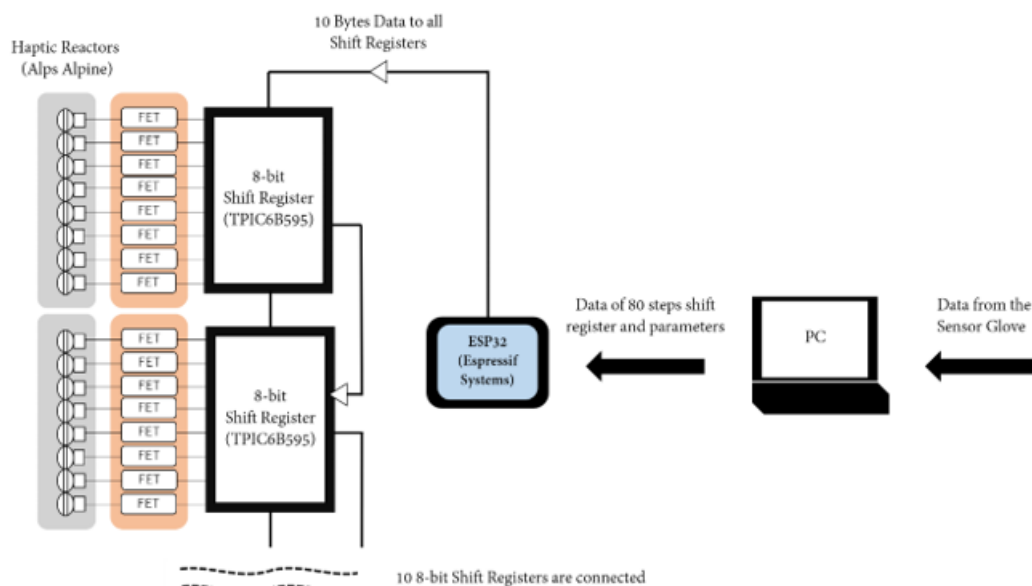 10 Bytes Data to all
Shift Registers
Haptic Reactors
(Alps Alpine)
FET
FET
FET
FET
FET
FET
FET
FET
8-bit
Shift Register
(TPIC6B595)
Data of 80 steps shift
register and parameters
Data from the
Sensor Glove
ESP32
(Espressif
Systems)
PC
FET
FET
FET
FET
FET
FET
FET
FET
8-bit
Shift Register
(TPIC6B595)
10 8-bit Shift Registers are connected